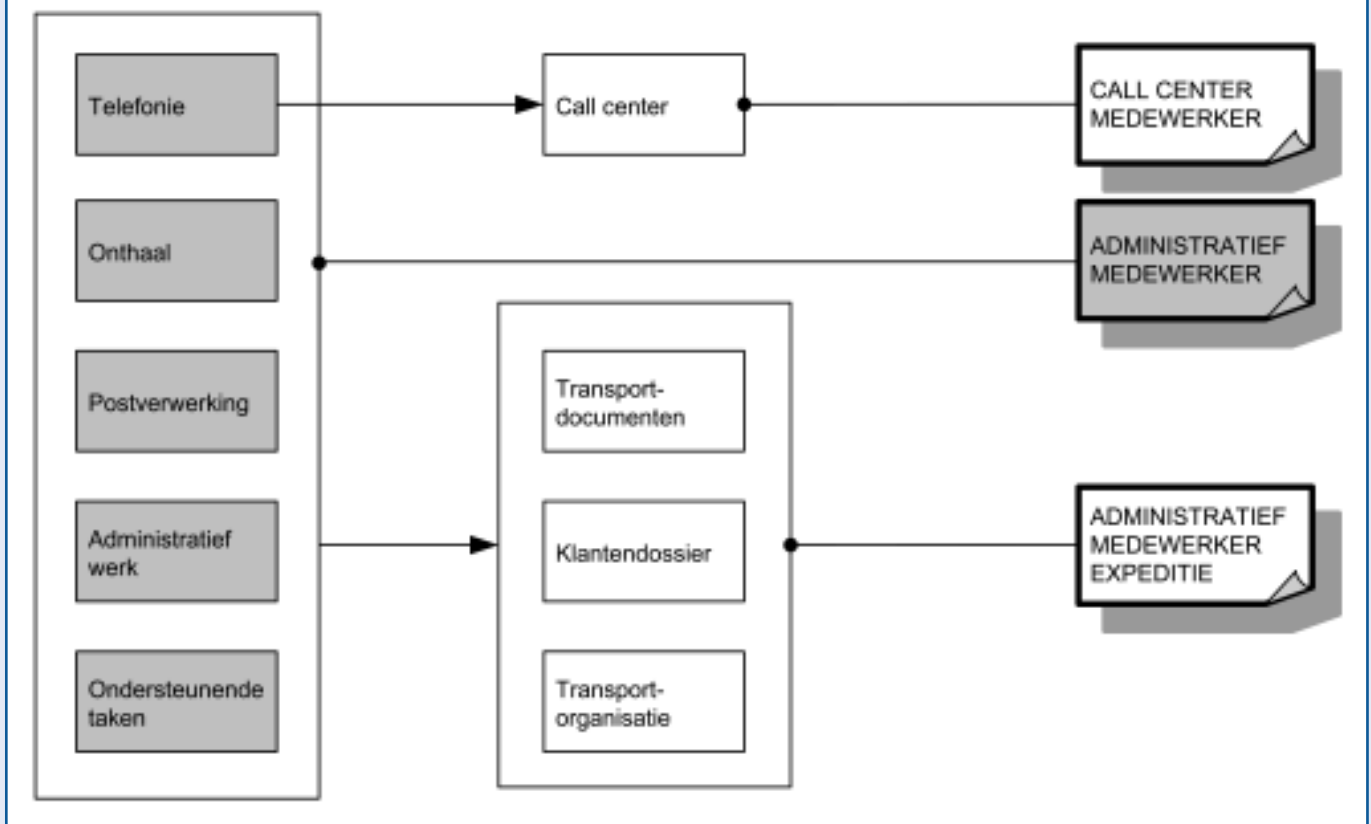 Telefonie
Call center
CALL CENTER
MEDEWERKER
Onthaal
ADMINISTRATIEF
MEDEWERKER
Postverwerking
Transport-
documenten
Administratief
werk
Klantendossier
ADMINISTRATIEF
MEDEWERKER
EXPEDITIE
Ondersteunende
taken
Transport-
organisatie